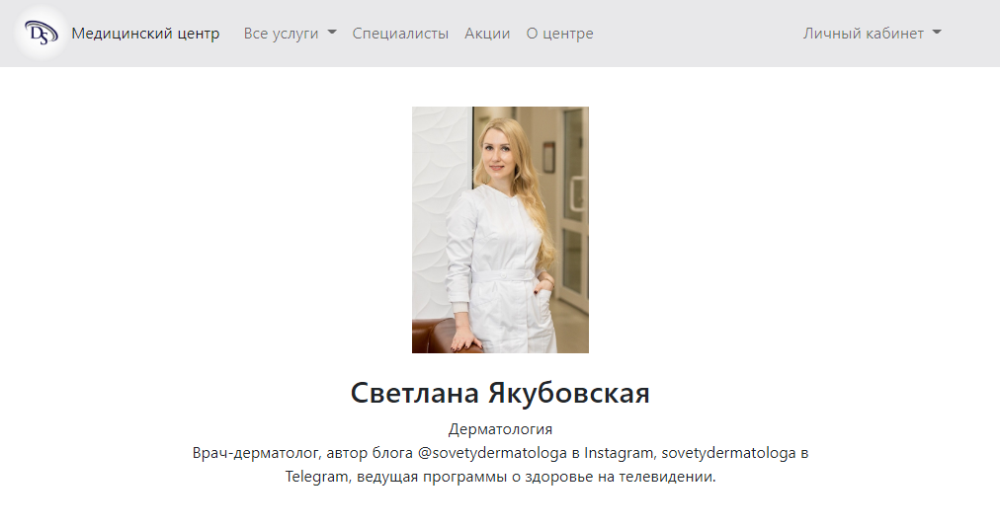 DS Медицинский центр Все услуги Специалисты Акции О центре Личный кабинет
Светлана Якубовская
Дерматология
Врач-дерматолог, автор блога @sovetydermatologa в Instagram, sovetydermatologa в
Telegram, ведущая программы о здоровье на телевидении.